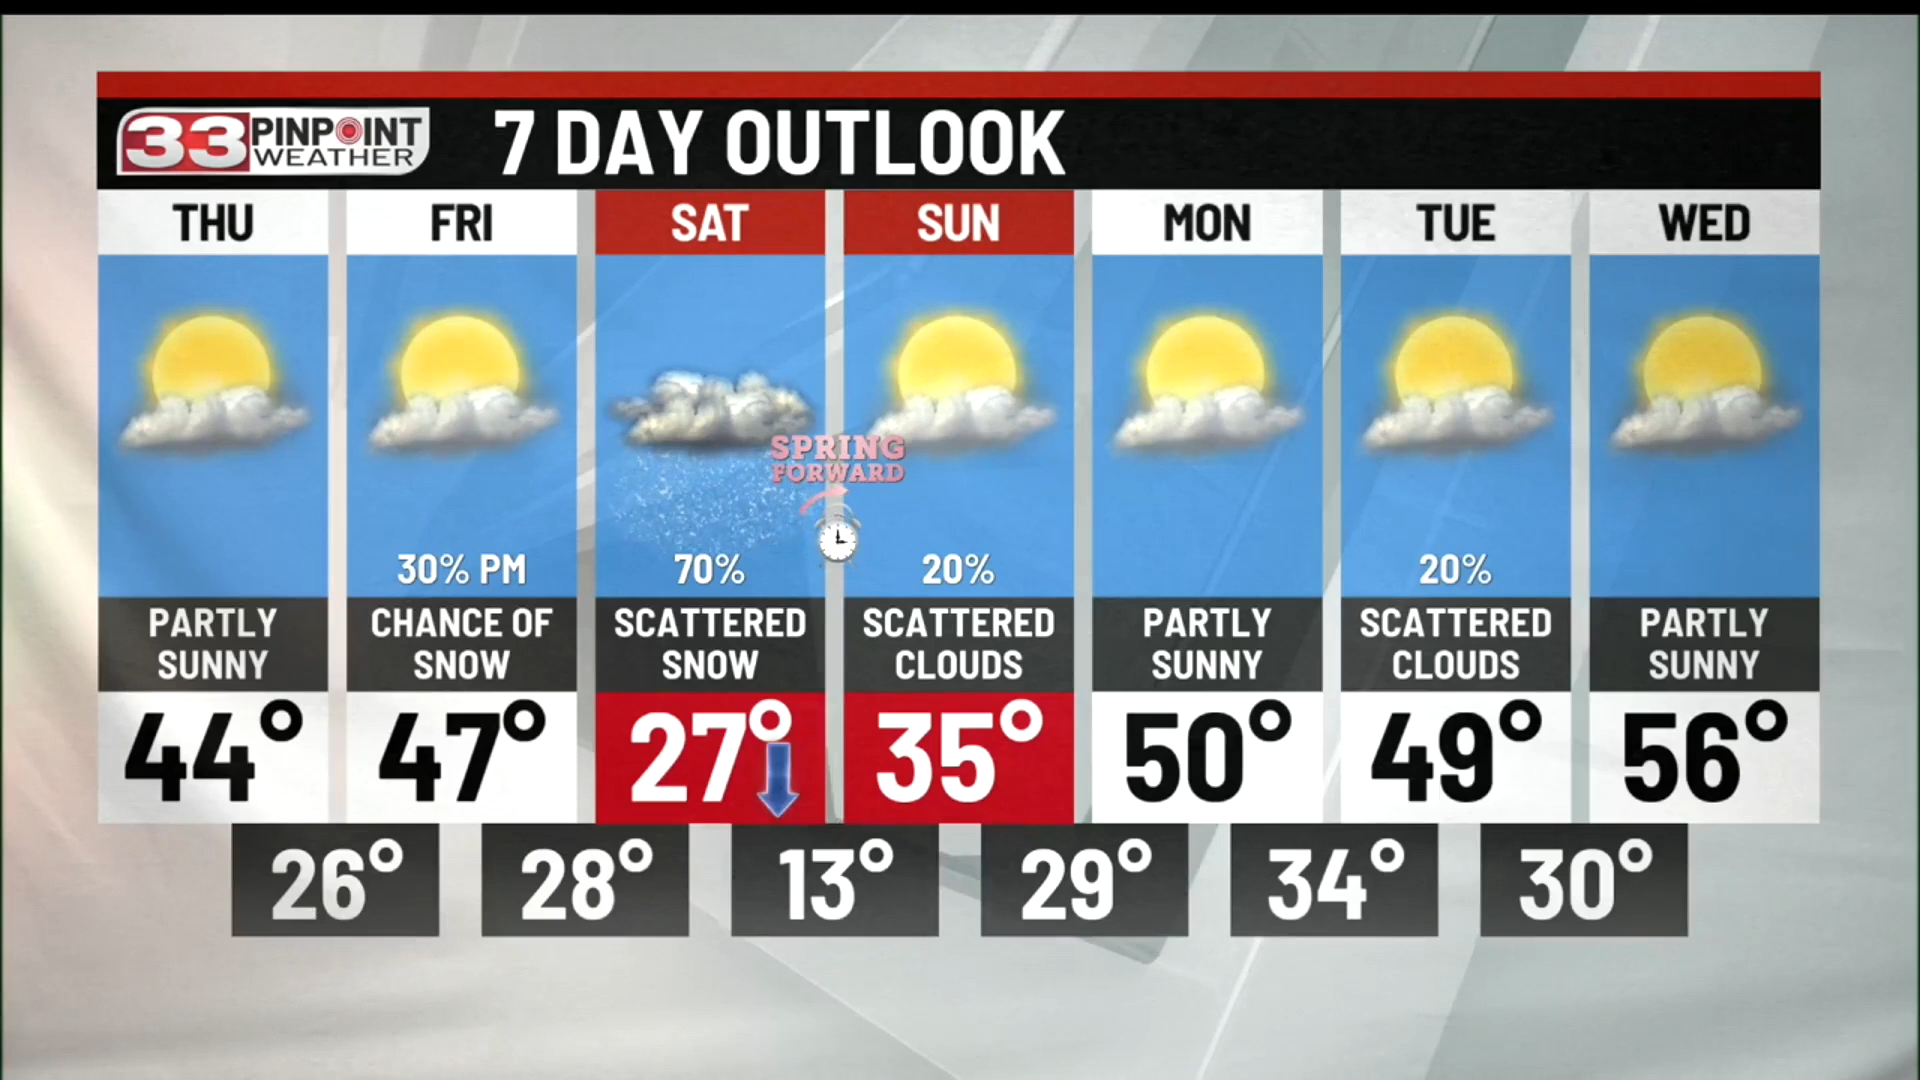 33 PINPOINT
WEATHER
7 DAY OUTLOOK
THU FRI SAT SUN MON TUE WED
SPRING
FORWARD
30% PM 70% 20% 20%
PARTLY SUNNY
CHANCE OF SNOW
SCATTERED SNOW
SCATTERED CLOUDS
PARTLY SUNNY
SCATTERED CLOUDS
PARTLY SUNNY
44° 47° 27° 35° 50° 49° 56°
26° 28° 13° 29° 34° 30°